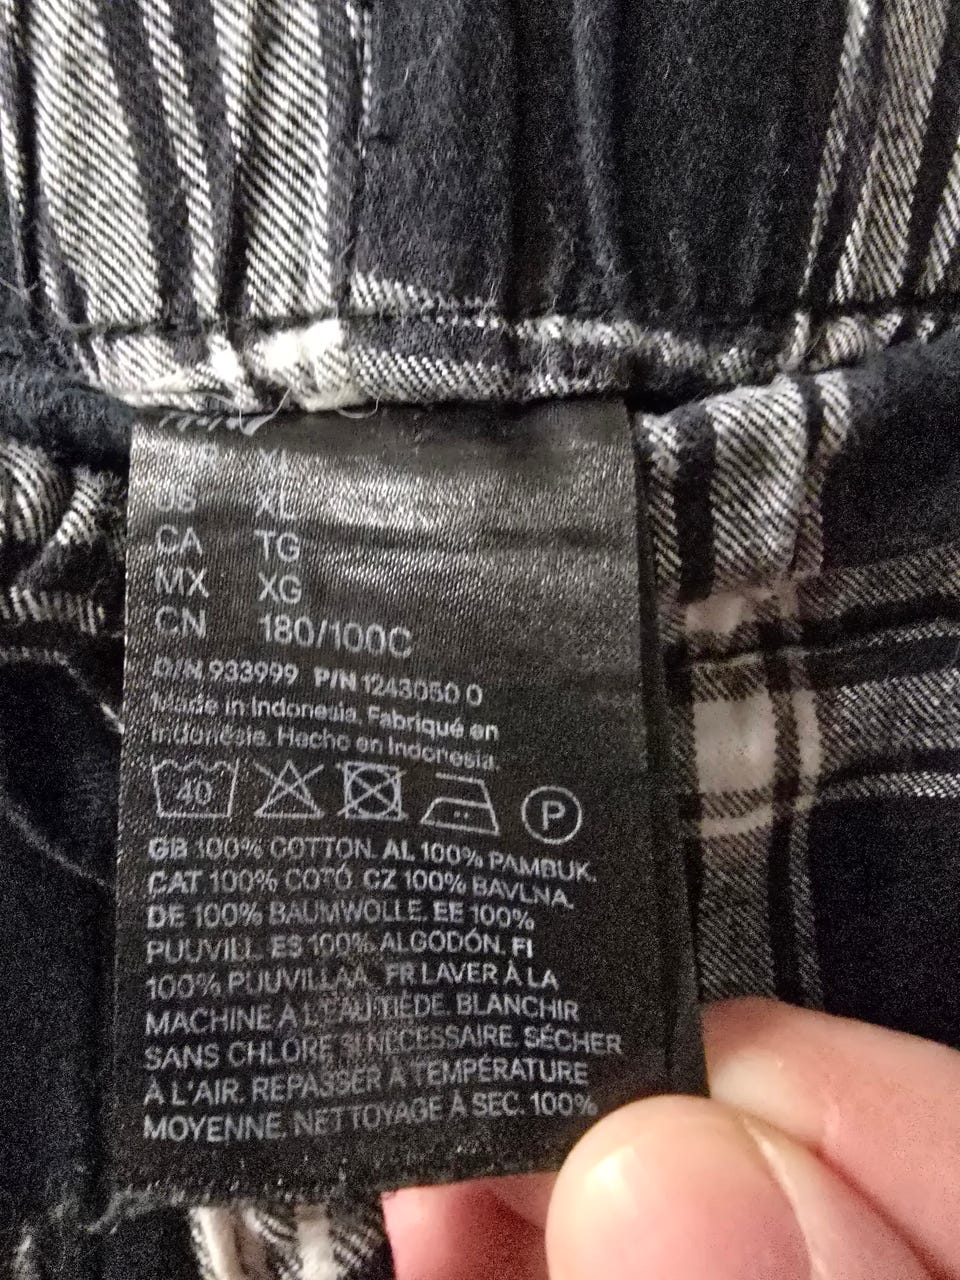 US XL
CA TG
MX XG
CN 180/100C
O/N 933999 P/N 1243050 0
Made in Indonesia. Fabriqué en
Indonésie. Hecho en Indonesia.
40 P
GB 100% COTTON. AL 100% PAMBUK.
CAT 100% COTÓ. CZ 100% BAVLNA.
DE 100% BAUMWOLLE. EE 100%
PUUVILL. ES 100% ALGODÓN. FI
100% PUUVILLAA. FR LAVER À LA
MACHINE À L'EAU TIÈDE. BLANCHIR
SANS CHLORE SI NÉCESSAIRE. SÉCHER
À L'AIR. REPASSER À TEMPÉRATURE
MOYENNE. NETTOYAGE À SEC. 100%